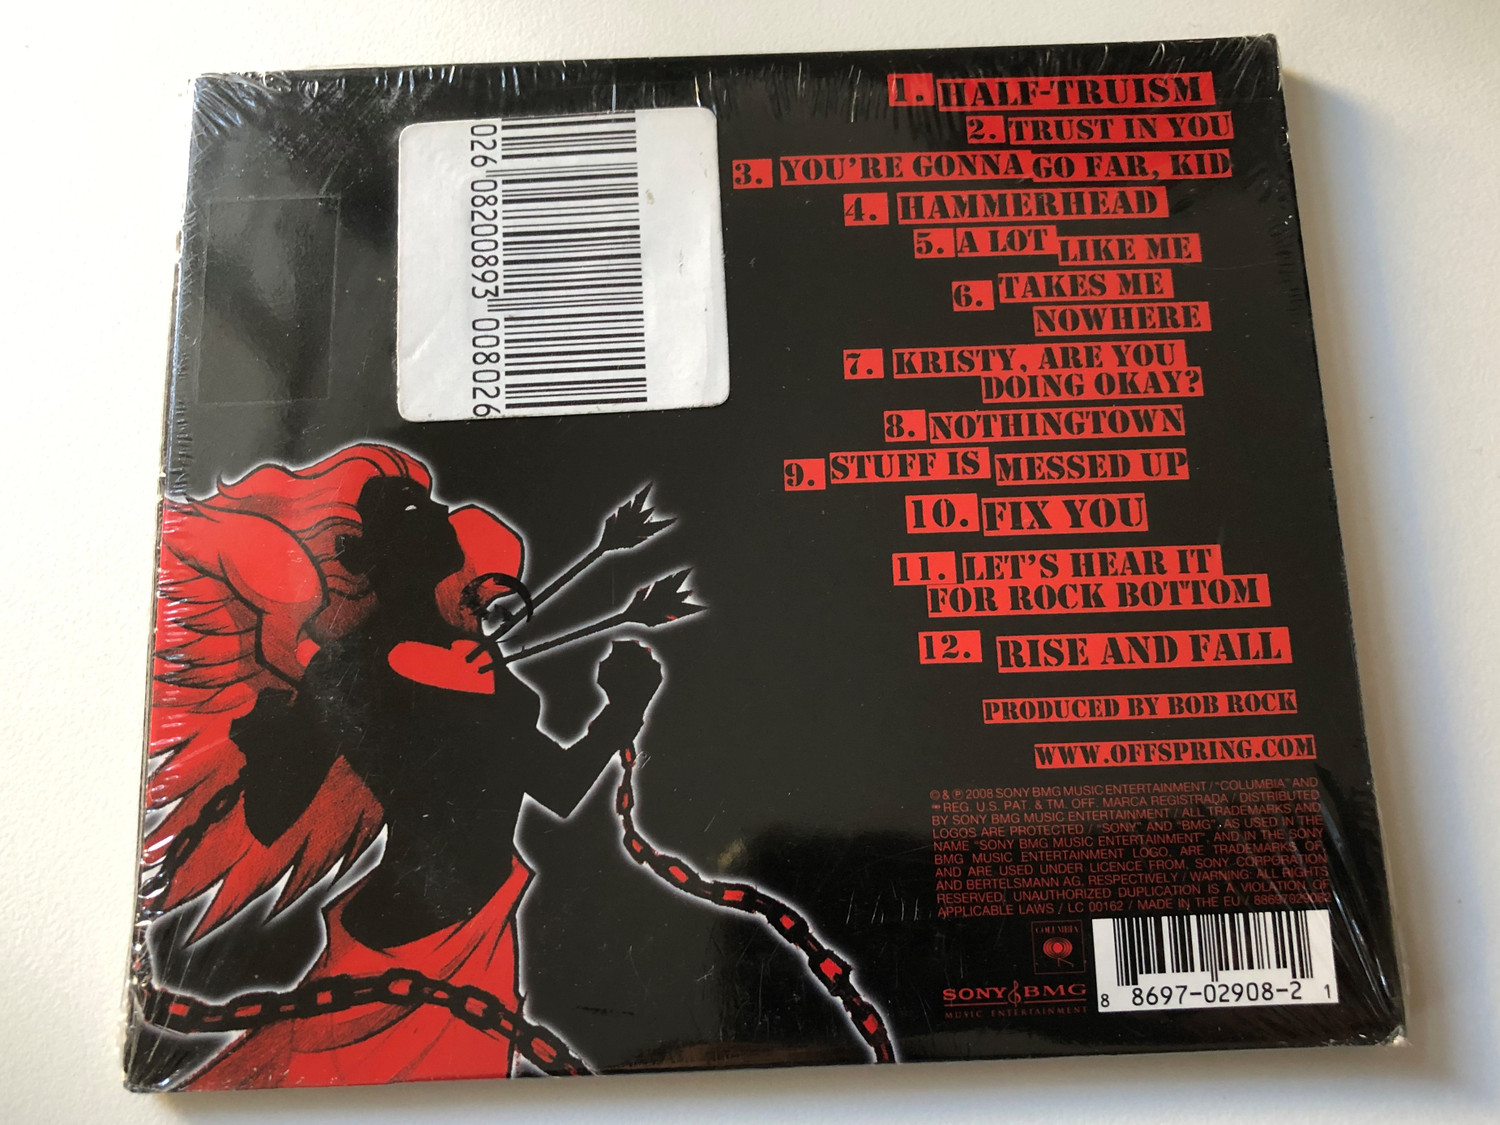 026 08200893 008026
1. HALF-TRUISM
2. TRUST IN YOU
3. YOU'RE GONNA GO FAR, KID
4. HAMMERHEAD
5. A LOT LIKE ME
6. TAKES ME
NOWHERE
7. KRISTY, ARE YOU
DOING OKAY?
8. NOTHINGTOWN
9. STUFF IS MESSED UP
10. FIX YOU
11. LET'S HEAR IT
FOR ROCK BOTTOM
12. RISE AND FALL
PRODUCED BY BOB ROCK
WWW.OFFSPRING.COM
© & ℗ 2008 SONY BMG MUSIC ENTERTAINMENT / "COLUMBIA" AND
REG. U.S. PAT. & TM. OFF. MARCA REGISTRADA / DISTRIBUTED
BY SONY BMG MUSIC ENTERTAINMENT / ALL TRADEMARKS AND
LOGOS ARE PROTECTED / "SONY" AND "BMG", AS USED IN THE
NAME "SONY BMG MUSIC ENTERTAINMENT", AND IN THE SONY
BMG MUSIC ENTERTAINMENT LOGO, ARE TRADEMARKS OF,
AND ARE USED UNDER LICENCE FROM, SONY CORPORATION
AND BERTELSMANN AG, RESPECTIVELY / WARNING: ALL RIGHTS
RESERVED. UNAUTHORIZED DUPLICATION IS A VIOLATION OF
APPLICABLE LAWS / LC 00162 / MADE IN THE EU / 88697029082
COLUMBIA
SONY BMG
MUSIC ENTERTAINMENT
8 8697-02908-2 1